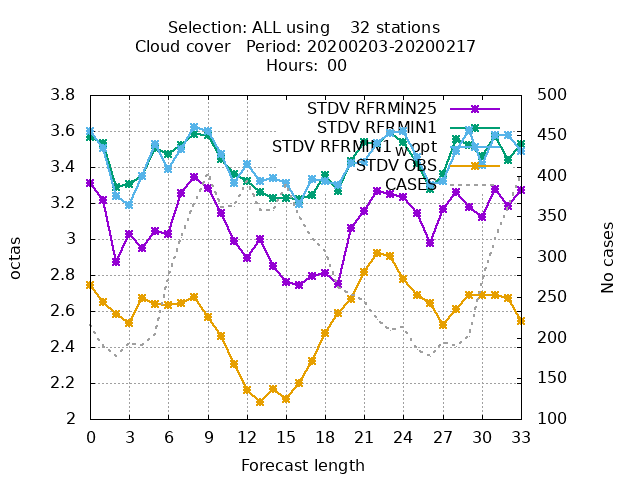 Selection: ALL using    32 stations
Cloud cover   Period: 20200203-20200217
Hours:  00
3.8
3.6
3.4
3.2
3
2.8
2.6
2.4
2.2
2
octas
500
450
400
350
300
250
200
150
100
No cases
STDV RFRMIN25
STDV RFRMIN1
STDV RFRMIN1_wopt
STDV OBS
CASES
0 3 6 9 12 15 18 21 24 27 30 33
Forecast length